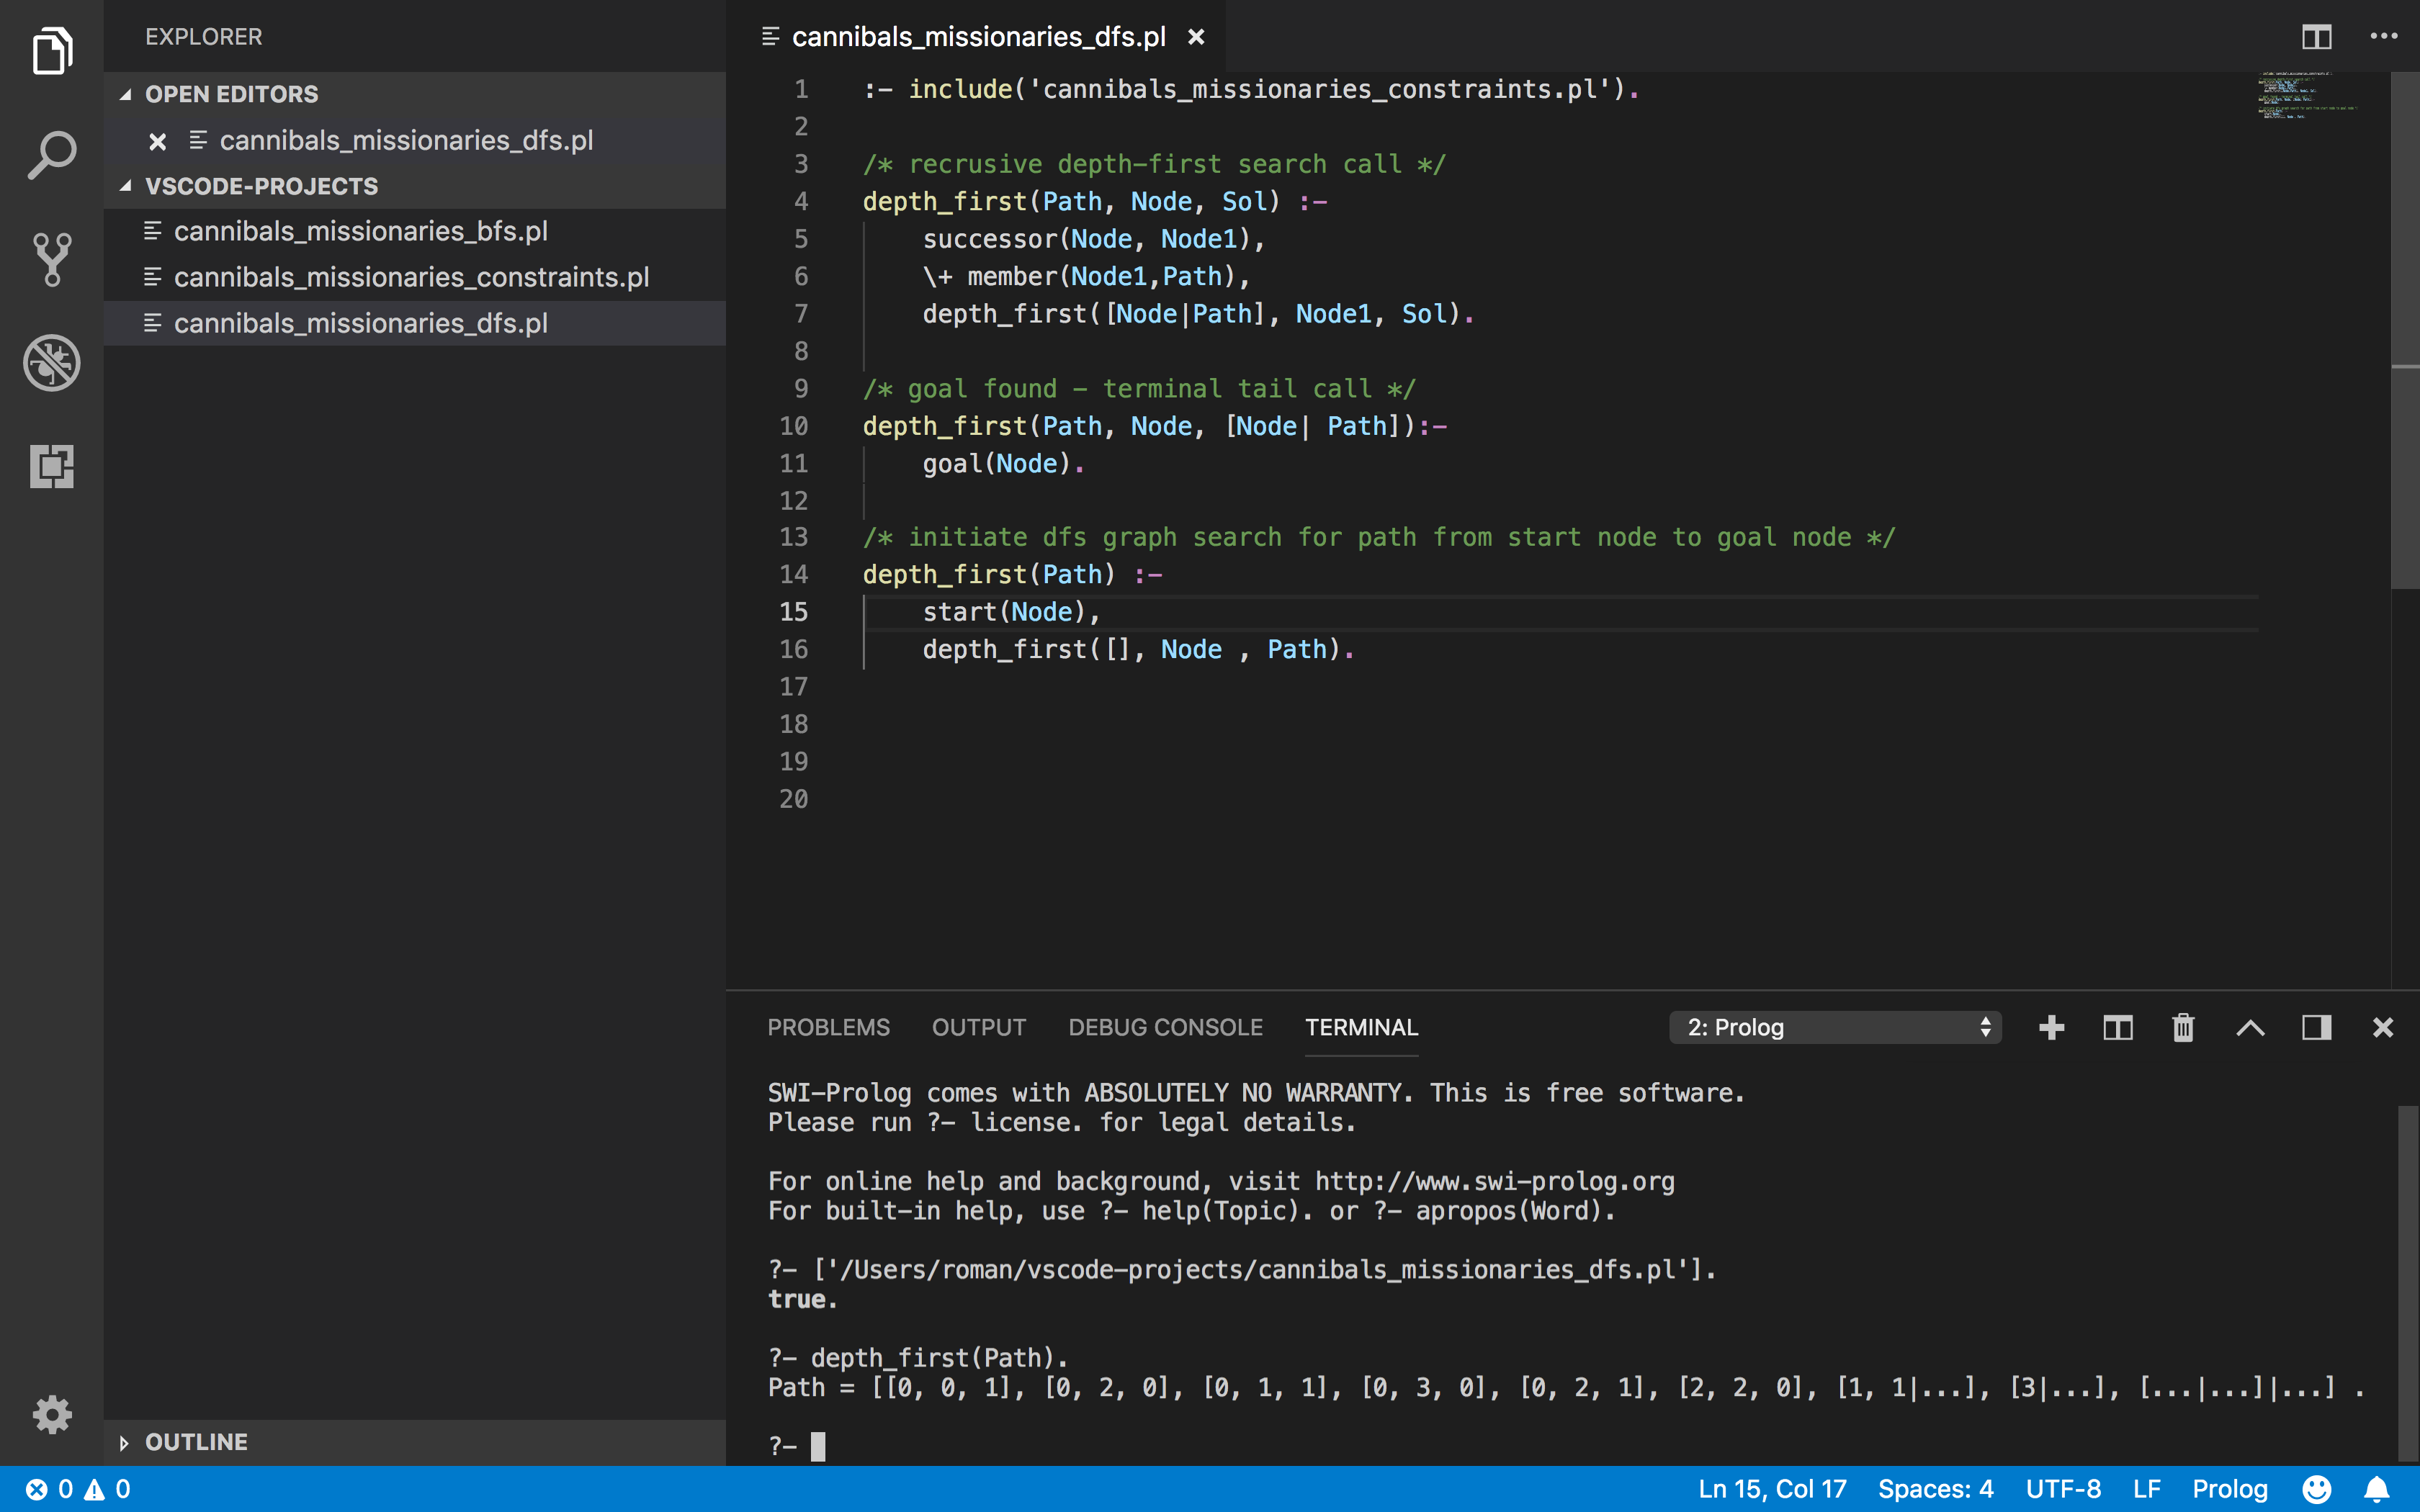 EXPLORER
OPEN EDITORS
cannibals_missionaries_dfs.pl
VSCODE-PROJECTS
cannibals_missionaries_bfs.pl
cannibals_missionaries_constraints.pl
cannibals_missionaries_dfs.pl
OUTLINE
cannibals_missionaries_dfs.pl
1 :- include('cannibals_missionaries_constraints.pl').
2
3 /* recrusive depth-first search call */
4 depth_first(Path, Node, Sol) :-
5     successor(Node, Node1),
6     \+ member(Node1,Path),
7     depth_first([Node|Path], Node1, Sol).
8
9 /* goal found - terminal tail call */
10 depth_first(Path, Node, [Node| Path]):-
11     goal(Node).
12
13 /* initiate dfs graph search for path from start node to goal node */
14 depth_first(Path) :-
15     start(Node),
16     depth_first([], Node , Path).
17
18
19
20
PROBLEMS OUTPUT DEBUG CONSOLE TERMINAL 2: Prolog
SWI-Prolog comes with ABSOLUTELY NO WARRANTY. This is free software.
Please run ?- license. for legal details.
For online help and background, visit http://www.swi-prolog.org
For built-in help, use ?- help(Topic). or ?- apropos(Word).
?- ['/Users/roman/vscode-projects/cannibals_missionaries_dfs.pl'].
true.
?- depth_first(Path).
Path = [[0, 0, 1], [0, 2, 0], [0, 1, 1], [0, 3, 0], [0, 2, 1], [2, 2, 0], [1, 1|...], [3|...], [...|...]|...] .
?-
0 0 Ln 15, Col 17 Spaces: 4 UTF-8 LF Prolog